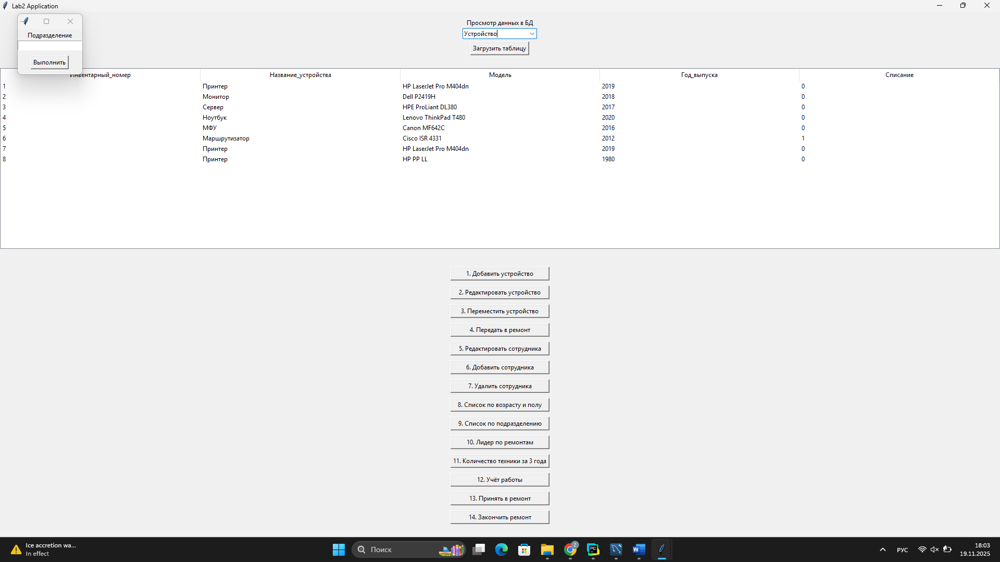 Lab2 Application
Подразделение
Выполнить
Просмотр данных в БД
Устройство
Загрузить таблицу
Инвентарный_номер Название_устройства Модель Год_выпуска Списание
1 Принтер HP LaserJet Pro M404dn 2019 0
2 Монитор Dell P2419H 2018 0
3 Сервер HPE ProLiant DL380 2017 0
4 Ноутбук Lenovo ThinkPad T480 2020 0
5 МФУ Canon MF642C 2016 0
6 Маршрутизатор Cisco ISR 4331 2012 1
7 Принтер HP LaserJet Pro M404dn 2019 0
8 Принтер HP PP LL 1980 0
1. Добавить устройство
2. Редактировать устройство
3. Переместить устройство
4. Передать в ремонт
5. Редактировать сотрудника
6. Добавить сотрудника
7. Удалить сотрудника
8. Список по возрасту и полу
9. Список по подразделению
10. Лидер по ремонтам
11. Количество техники за 3 года
12. Учёт работы
13. Принять в ремонт
14. Закончить ремонт
Ice accretion wa...
In effect
Поиск
Z
PC
W
РУС
18:03
19.11.2025